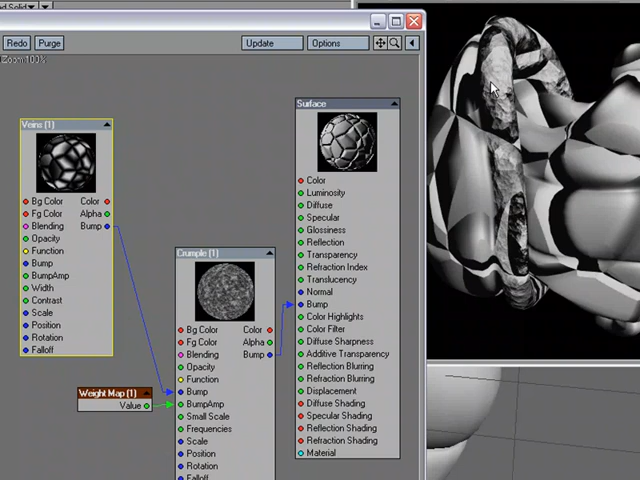 d Solid
Redo Purge Update Options
Zoom 100%
Veins (1)
Bg Color Color
Fg Color Alpha
Blending Bump
Opacity
Function
Bump
BumpAmp
Width
Contrast
Scale
Position
Rotation
Falloff
Weight Map (1)
Value
Crumple (1)
Bg Color Color
Fg Color Alpha
Blending Bump
Opacity
Function
Bump
BumpAmp
Small Scale
Frequencies
Scale
Position
Rotation
Falloff
Surface
Color
Luminosity
Diffuse
Specular
Glossiness
Reflection
Transparency
Refraction Index
Translucency
Normal
Bump
Color Highlights
Color Filter
Diffuse Sharpness
Additive Transparency
Reflection Blurring
Refraction Blurring
Displacement
Diffuse Shading
Specular Shading
Reflection Shading
Refraction Shading
Material